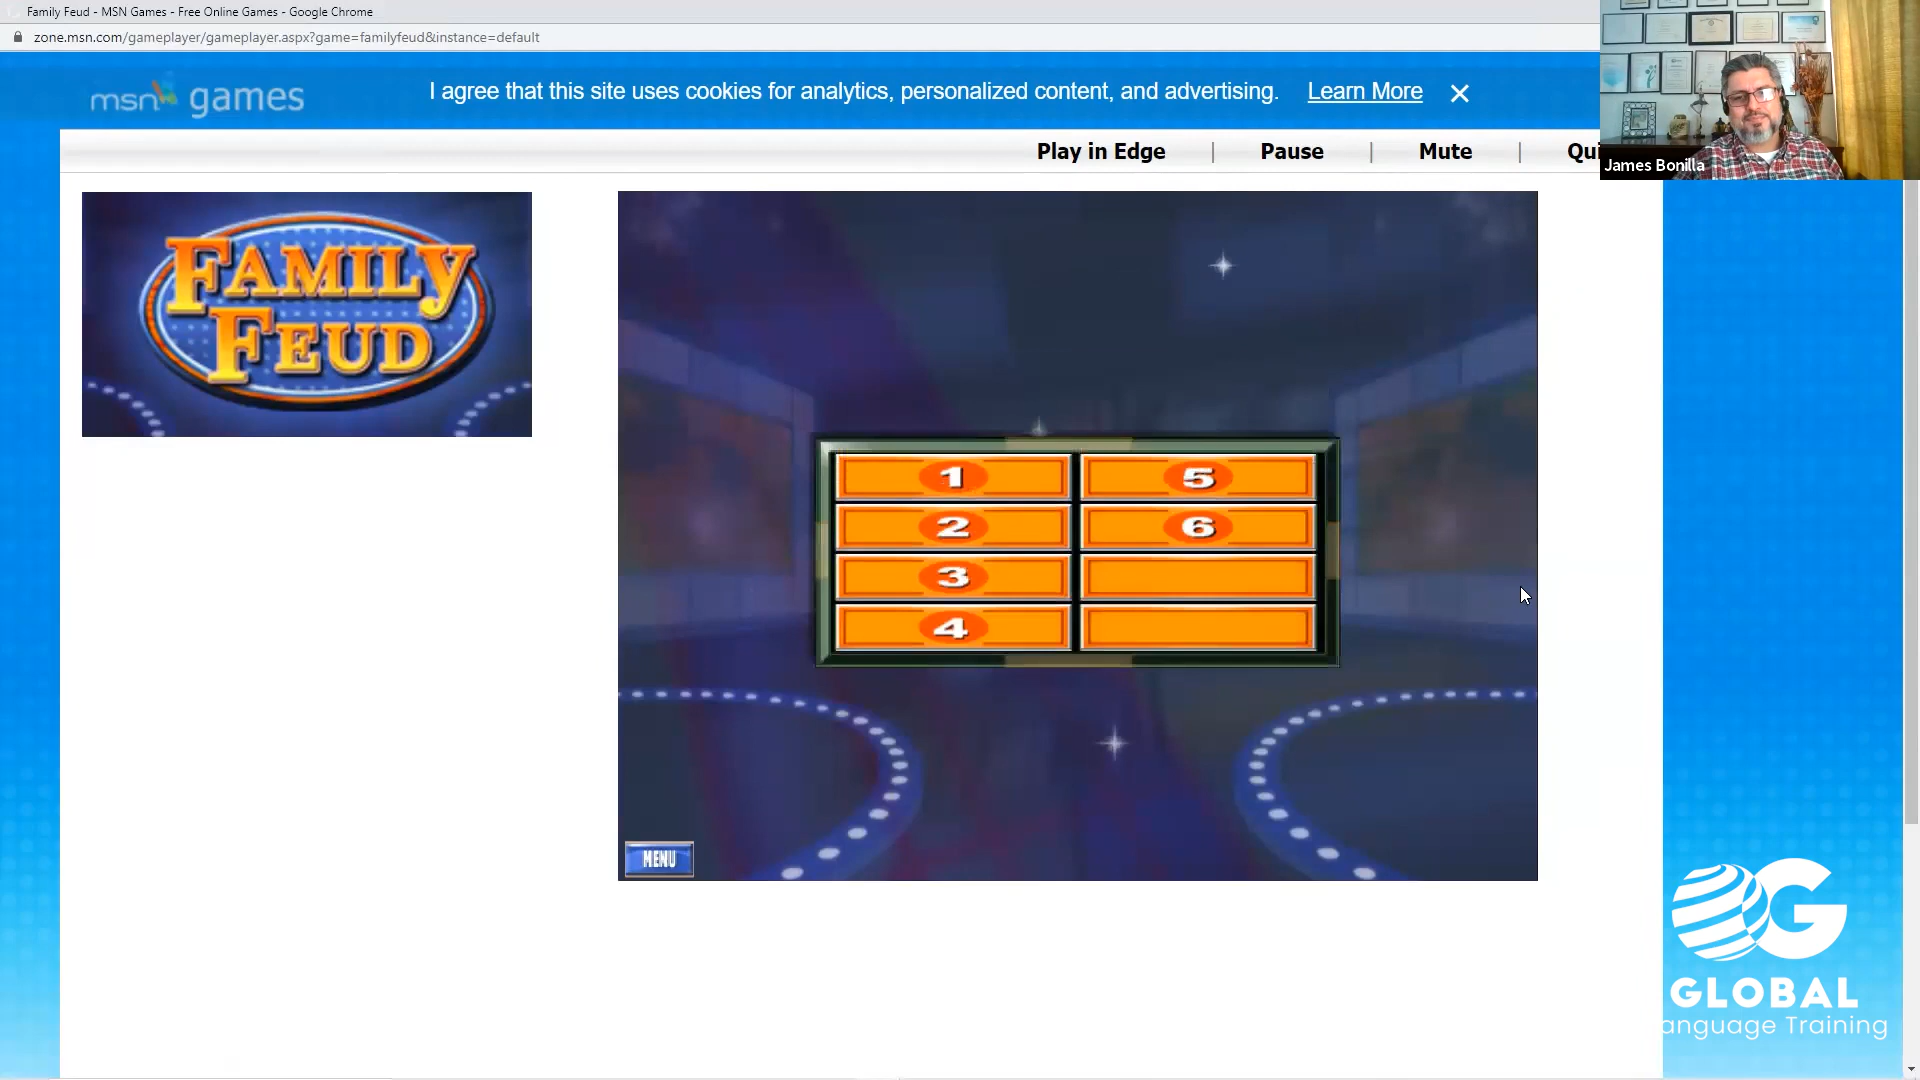 Family Feud - MSN Games - Free Online Games - Google Chrome
zone.msn.com/gameplayer/gameplayer.aspx?game=familyfeud&instance=default
msn games
I agree that this site uses cookies for analytics, personalized content, and advertising. Learn More
Play in Edge | Pause | Mute | Qui
James Bonilla
FAMILY
FEUD
1 5
2 6
3
4
MENU
G
GLOBAL
anguage Training